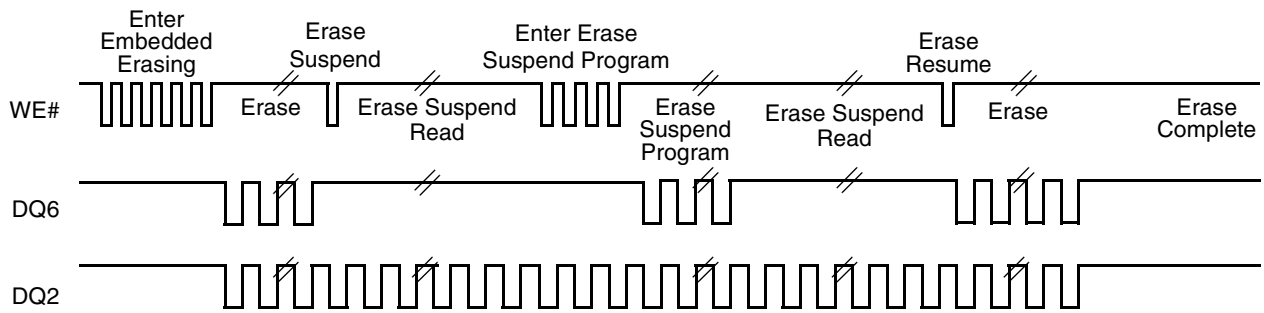 Enter
Embedded
Erasing
Erase
Suspend
Enter Erase
Suspend Program
Erase
Resume
WE#
Erase
Erase Suspend
Read
Erase
Suspend
Program
Erase Suspend
Read
Erase
Erase
Complete
DQ6
DQ2